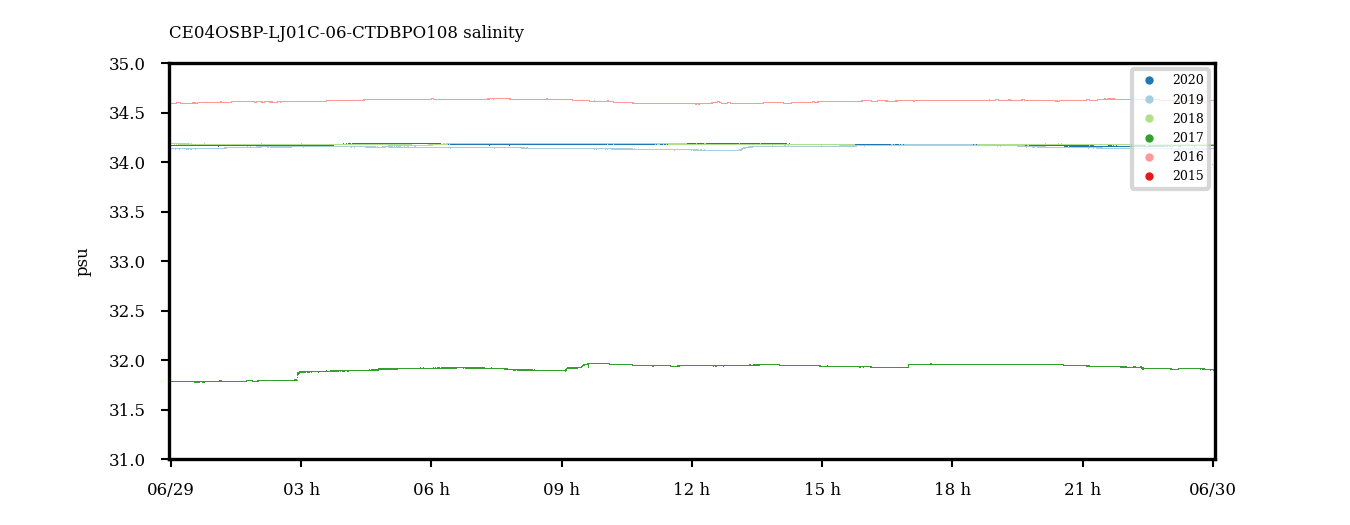 CE04OSBP-LJ01C-06-CTDBPO108 salinity
35.0
34.5
34.0
33.5
33.0
32.5
32.0
31.5
31.0
psu
06/29
03 h
06 h
09 h
12 h
15 h
18 h
21 h
06/30
2020
2019
2018
2017
2016
2015